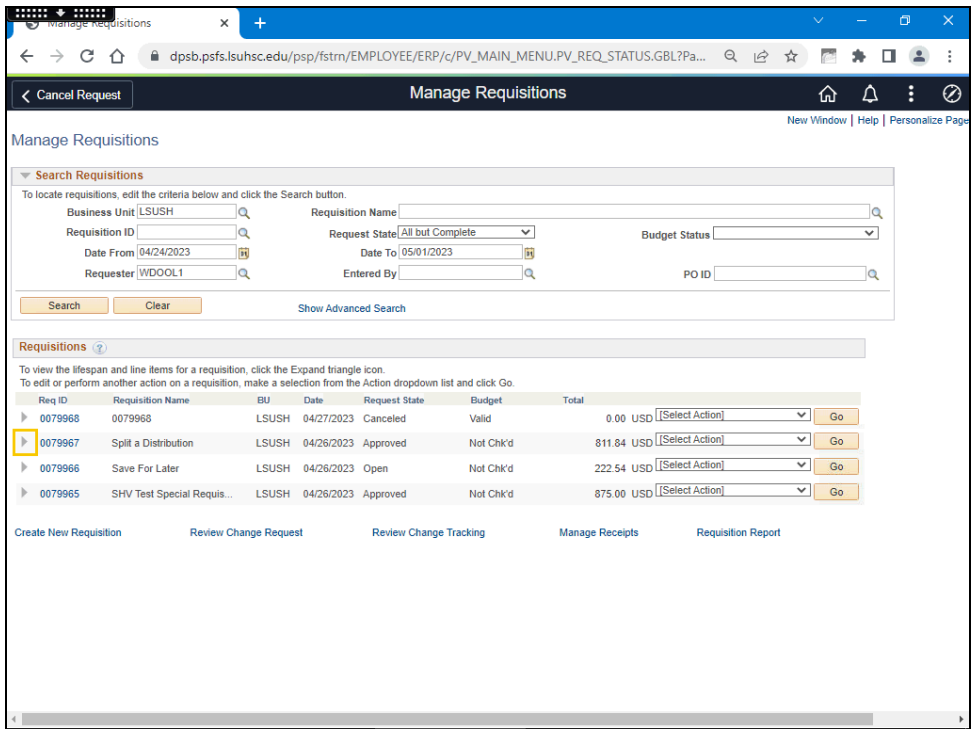 Manage Requisitions
dpsb.psfs.lsuhsc.edu/psp/fstrn/EMPLOYEE/ERP/c/PV_MAIN_MENU.PV_REQ_STATUS.GBL?Pa...
Cancel Request
Manage Requisitions
New Window | Help | Personalize Page
Manage Requisitions
Search Requisitions
To locate requisitions, edit the criteria below and click the Search button.
Business Unit LSUSH Requisition Name
Requisition ID Request State All but Complete Budget Status
Date From 04/24/2023 Date To 05/01/2023
Requester WDOOL1 Entered By PO ID
Search Clear Show Advanced Search
Requisitions ?
To view the lifespan and line items for a requisition, click the Expand triangle icon.
To edit or perform another action on a requisition, make a selection from the Action dropdown list and click Go.
Req ID Requisition Name BU Date Request State Budget Total
0079968 0079968 LSUSH 04/27/2023 Canceled Valid 0.00 USD [Select Action] Go
0079967 Split a Distribution LSUSH 04/26/2023 Approved Not Chk'd 811.84 USD [Select Action] Go
0079966 Save For Later LSUSH 04/26/2023 Open Not Chk'd 222.54 USD [Select Action] Go
0079965 SHV Test Special Requis... LSUSH 04/26/2023 Approved Not Chk'd 875.00 USD [Select Action] Go
Create New Requisition Review Change Request Review Change Tracking Manage Receipts Requisition Report